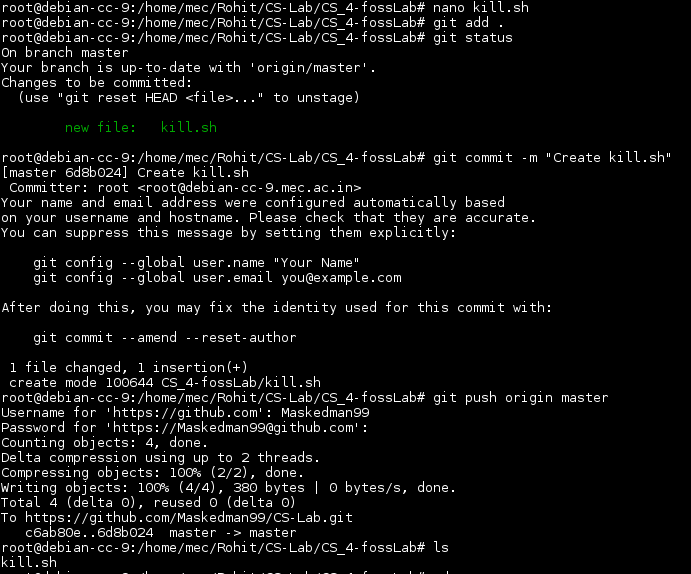 root@debian-cc-9:/home/mec/Rohit/CS-Lab/CS_4-fossLab# nano kill.sh
root@debian-cc-9:/home/mec/Rohit/CS-Lab/CS_4-fossLab# git add .
root@debian-cc-9:/home/mec/Rohit/CS-Lab/CS_4-fossLab# git status
On branch master
Your branch is up-to-date with 'origin/master'.
Changes to be committed:
  (use "git reset HEAD <file>..." to unstage)
        new file:   kill.sh
root@debian-cc-9:/home/mec/Rohit/CS-Lab/CS_4-fossLab# git commit -m "Create kill.sh"
[master 6d8b024] Create kill.sh
 Committer: root <root@debian-cc-9.mec.ac.in>
Your name and email address were configured automatically based
on your username and hostname. Please check that they are accurate.
You can suppress this message by setting them explicitly:
    git config --global user.name "Your Name"
    git config --global user.email you@example.com
After doing this, you may fix the identity used for this commit with:
    git commit --amend --reset-author
 1 file changed, 1 insertion(+)
 create mode 100644 CS_4-fossLab/kill.sh
root@debian-cc-9:/home/mec/Rohit/CS-Lab/CS_4-fossLab# git push origin master
Username for 'https://github.com': Maskedman99
Password for 'https://Maskedman99@github.com':
Counting objects: 4, done.
Delta compression using up to 2 threads.
Compressing objects: 100% (2/2), done.
Writing objects: 100% (4/4), 380 bytes | 0 bytes/s, done.
Total 4 (delta 0), reused 0 (delta 0)
To https://github.com/Maskedman99/CS-Lab.git
   c6ab80e..6d8b024  master -> master
root@debian-cc-9:/home/mec/Rohit/CS-Lab/CS_4-fossLab# ls
kill.sh